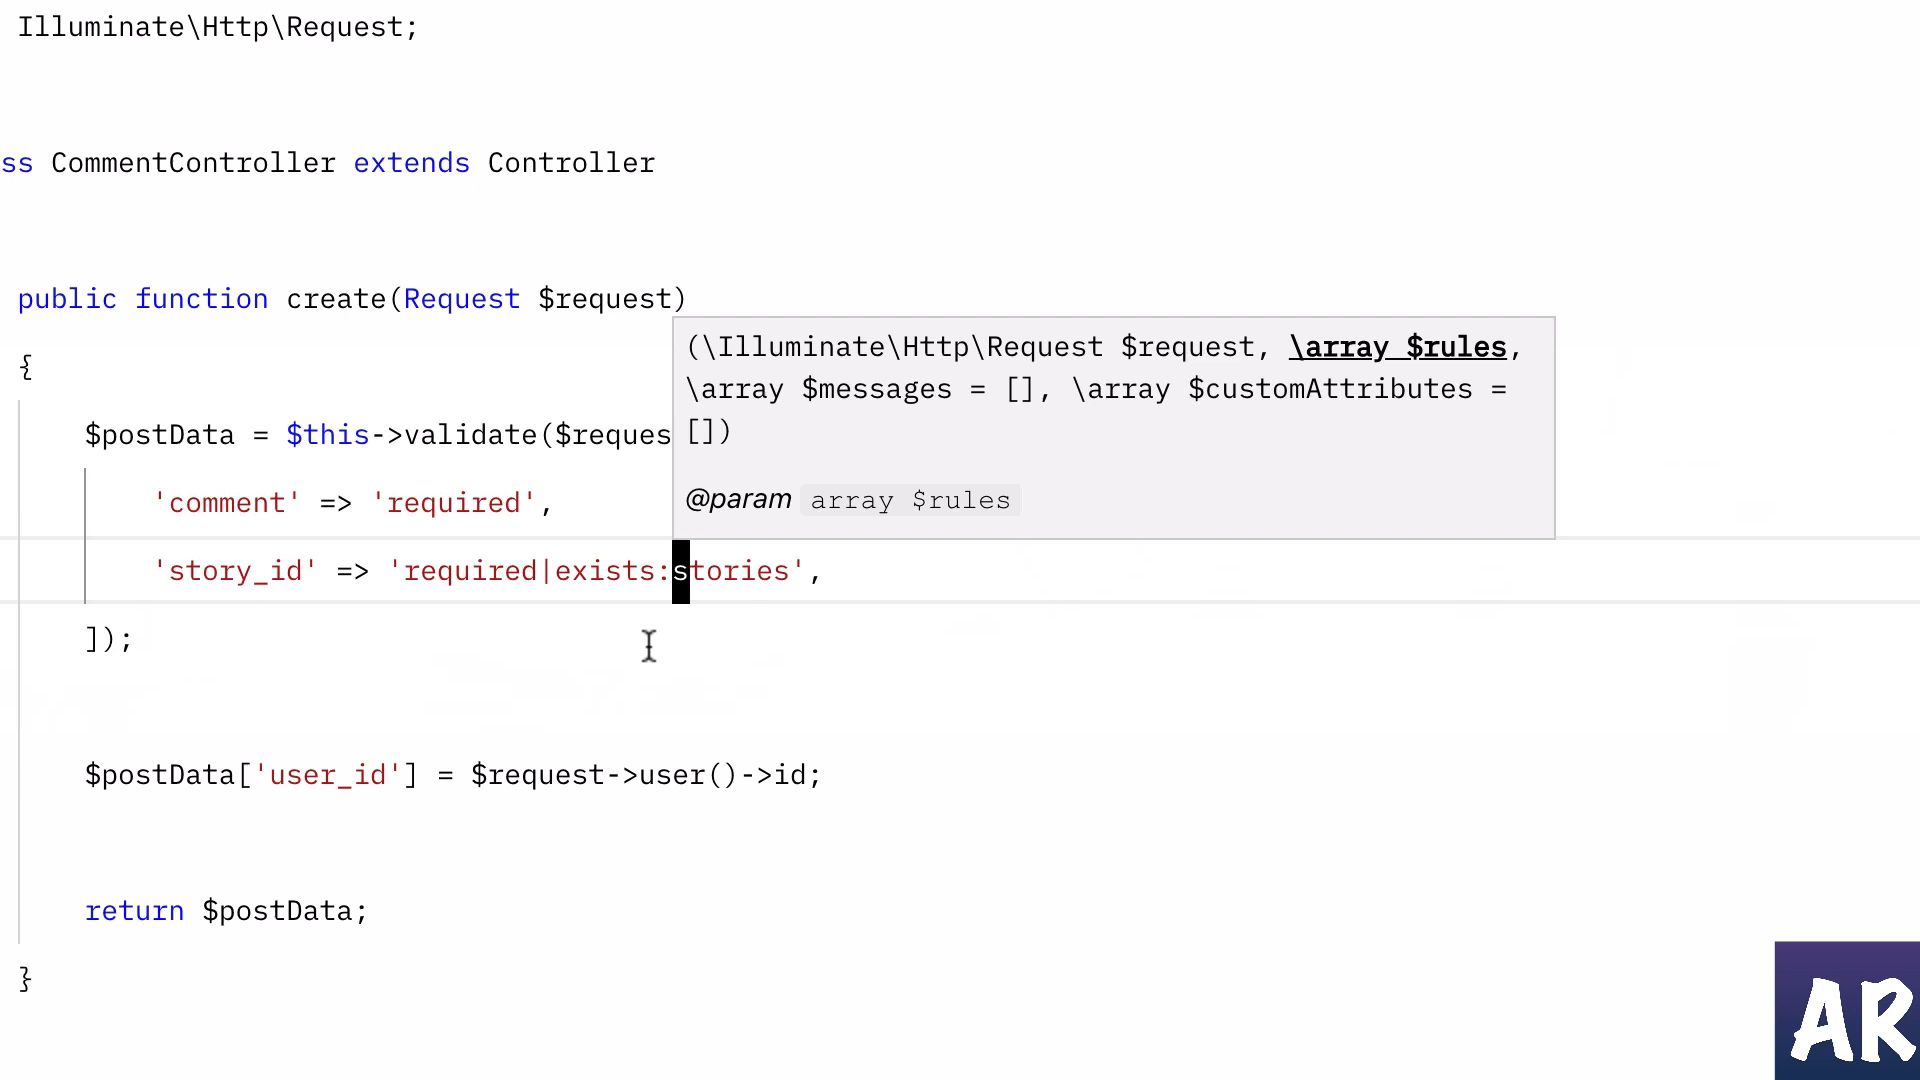 Illuminate\Http\Request;
ss CommentController extends Controller
public function create(Request $request)
{
(\Illuminate\Http\Request $request, \array $rules,
\array $messages = [], \array $customAttributes =
[])
@param array $rules
$postData = $this->validate($reques
'comment' => 'required',
'story_id' => 'required|exists:stories',
]);
$postData['user_id'] = $request->user()->id;
return $postData;
}
AR